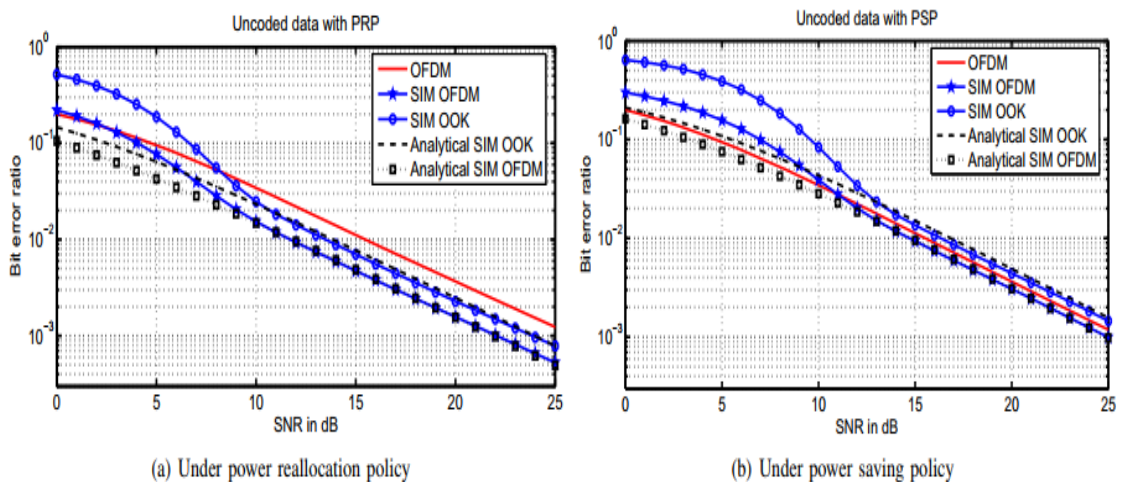 Uncoded data with PRP
10^0
10^-1
10^-2
10^-3
Bit error ratio
OFDM
SIM OFDM
SIM OOK
Analytical SIM OOK
Analytical SIM OFDM
0 5 10 15 20 25
SNR in dB
(a) Under power reallocation policy
Uncoded data with PSP
10^0
10^-1
10^-2
10^-3
Bit error ratio
OFDM
SIM OFDM
SIM OOK
Analytical SIM OOK
Analytical SIM OFDM
0 5 10 15 20 25
SNR in dB
(b) Under power saving policy